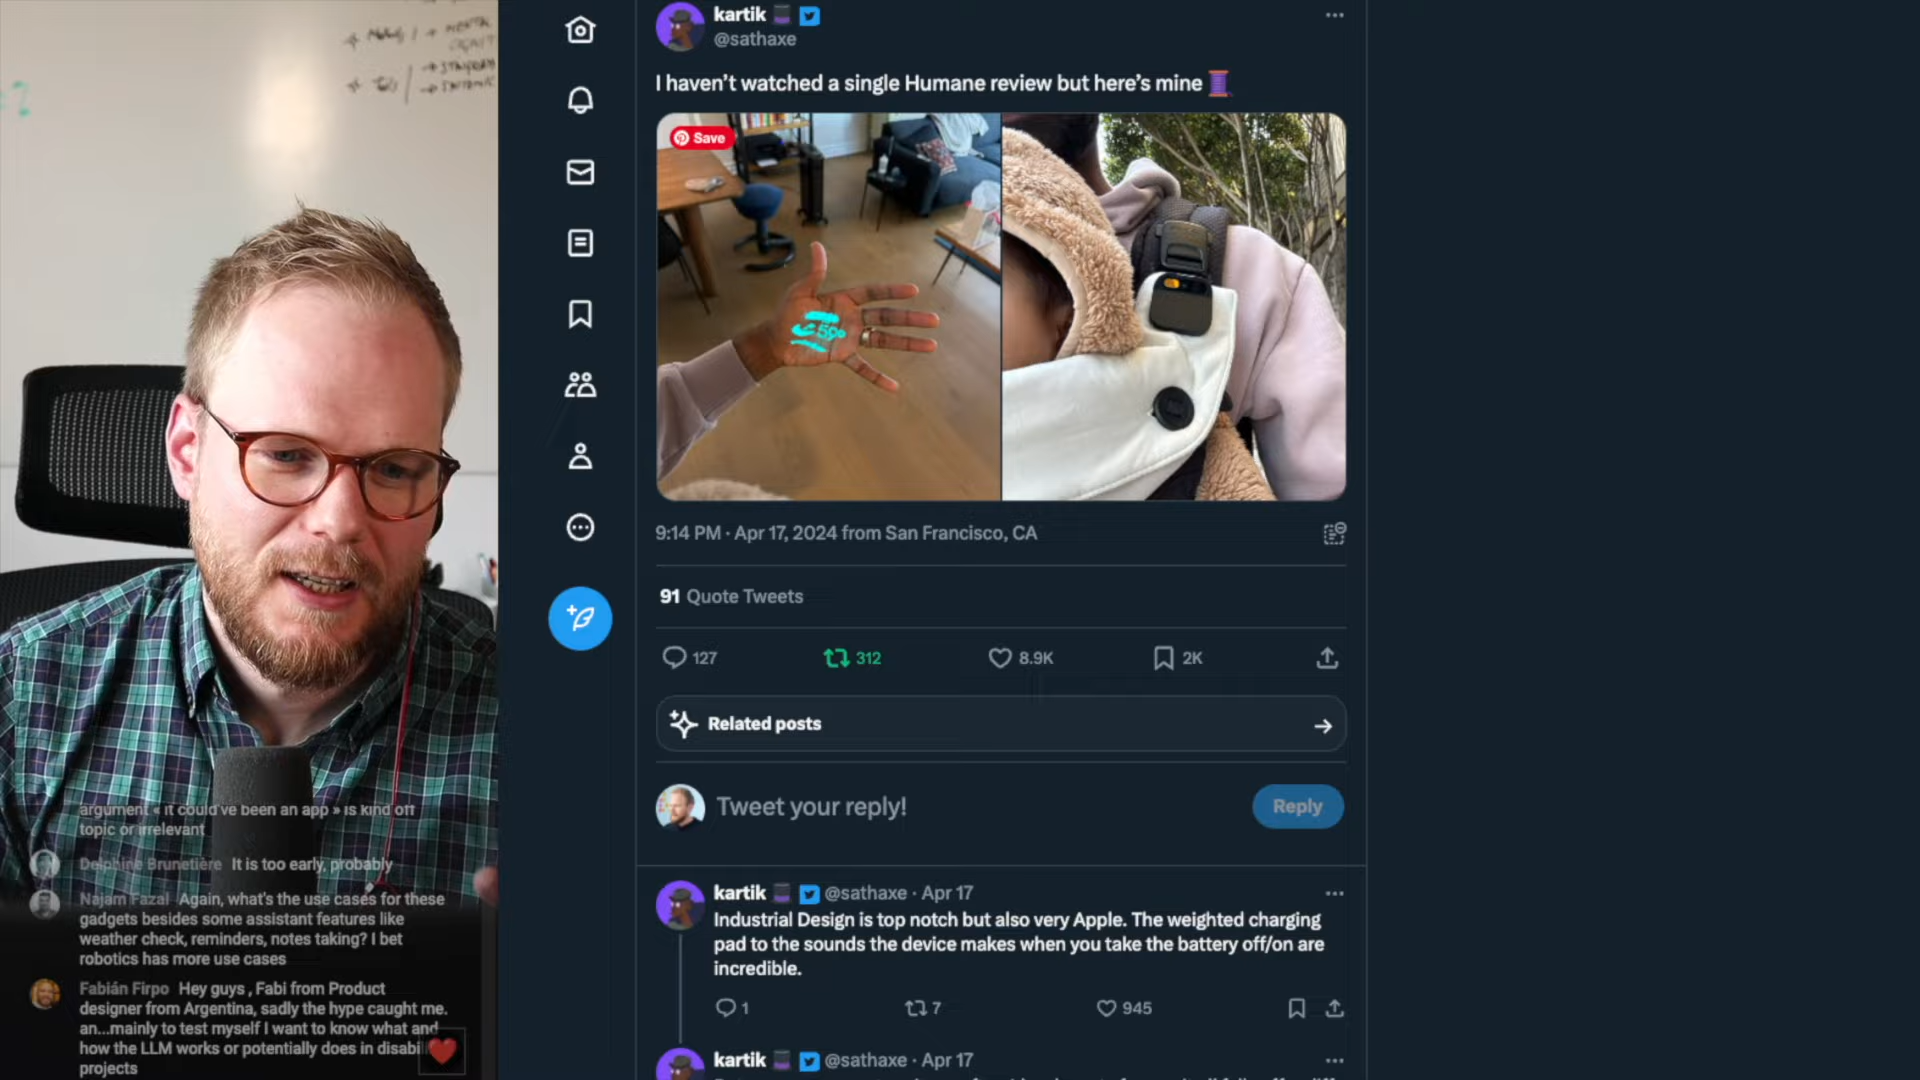 MENTAL
kartik
@sathaxe
I haven't watched a single Humane review but here's mine
Save
59°
9:14 PM · Apr 17, 2024 from San Francisco, CA
91 Quote Tweets
127
312
8.9K
2K
Related posts
Tweet your reply!
Reply
kartik @sathaxe · Apr 17
Industrial Design is top notch but also very Apple. The weighted charging
pad to the sounds the device makes when you take the battery off/on are
incredible.
1
7
945
kartik @sathaxe · Apr 17
argument « it could've been an app » is kind off
topic or irrelevant
Delphine Brunetière It is too early, probably
Najam Fazal Again, what's the use cases for these
gadgets besides some assistant features like
weather check, reminders, notes taking? I bet
robotics has more use cases
Fabián Firpo Hey guys , Fabi from Product
designer from Argentina, sadly the hype caught me.
an...mainly to test myself I want to know what and
how the LLM works or potentially does in disabi
projects